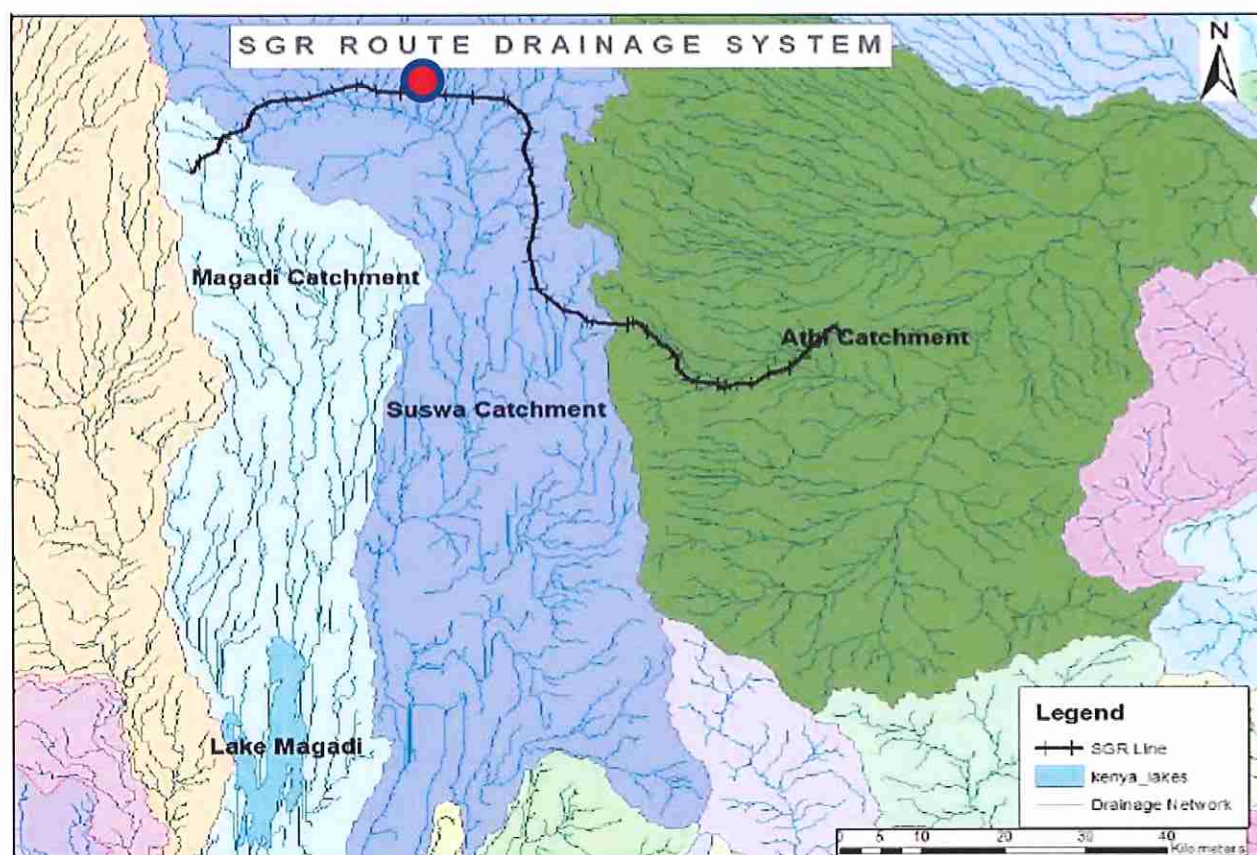 SGR ROUTE DRAINAGE SYSTEM
N
Magadi Catchment
Athi Catchment
Suswa Catchment
Lake Magadi
Legend
SGR Line
kenya_lakes
Drainage Network
0 5 10 20 30 40
Kilometers